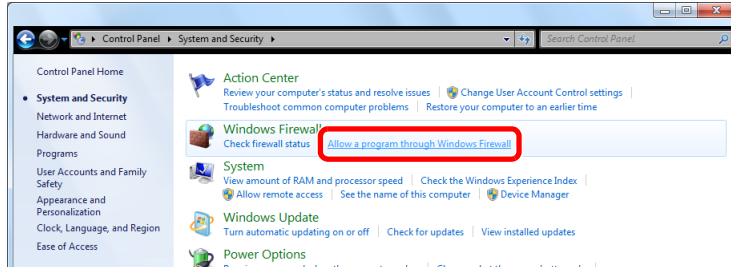 Control Panel ▸ System and Security ▸
Search Control Panel
Control Panel Home
System and Security
Network and Internet
Hardware and Sound
Programs
User Accounts and Family
Safety
Appearance and
Personalization
Clock, Language, and Region
Ease of Access
Action Center
Review your computer's status and resolve issues | Change User Account Control settings |
Troubleshoot common computer problems | Restore your computer to an earlier time
Windows Firewall
Check firewall status | Allow a program through Windows Firewall
System
View amount of RAM and processor speed | Check the Windows Experience Index |
Allow remote access | See the name of this computer | Device Manager
Windows Update
Turn automatic updating on or off | Check for updates | View installed updates
Power Options